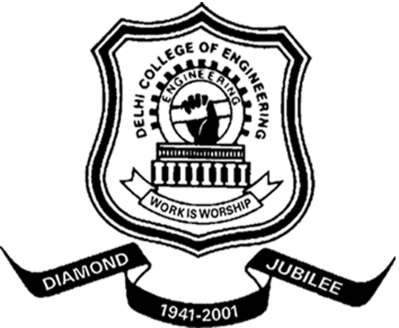 DELHI COLLEGE OF ENGINEERING
ENGINEERING
WORK IS WORSHIP
DIAMOND JUBILEE
1941-2001